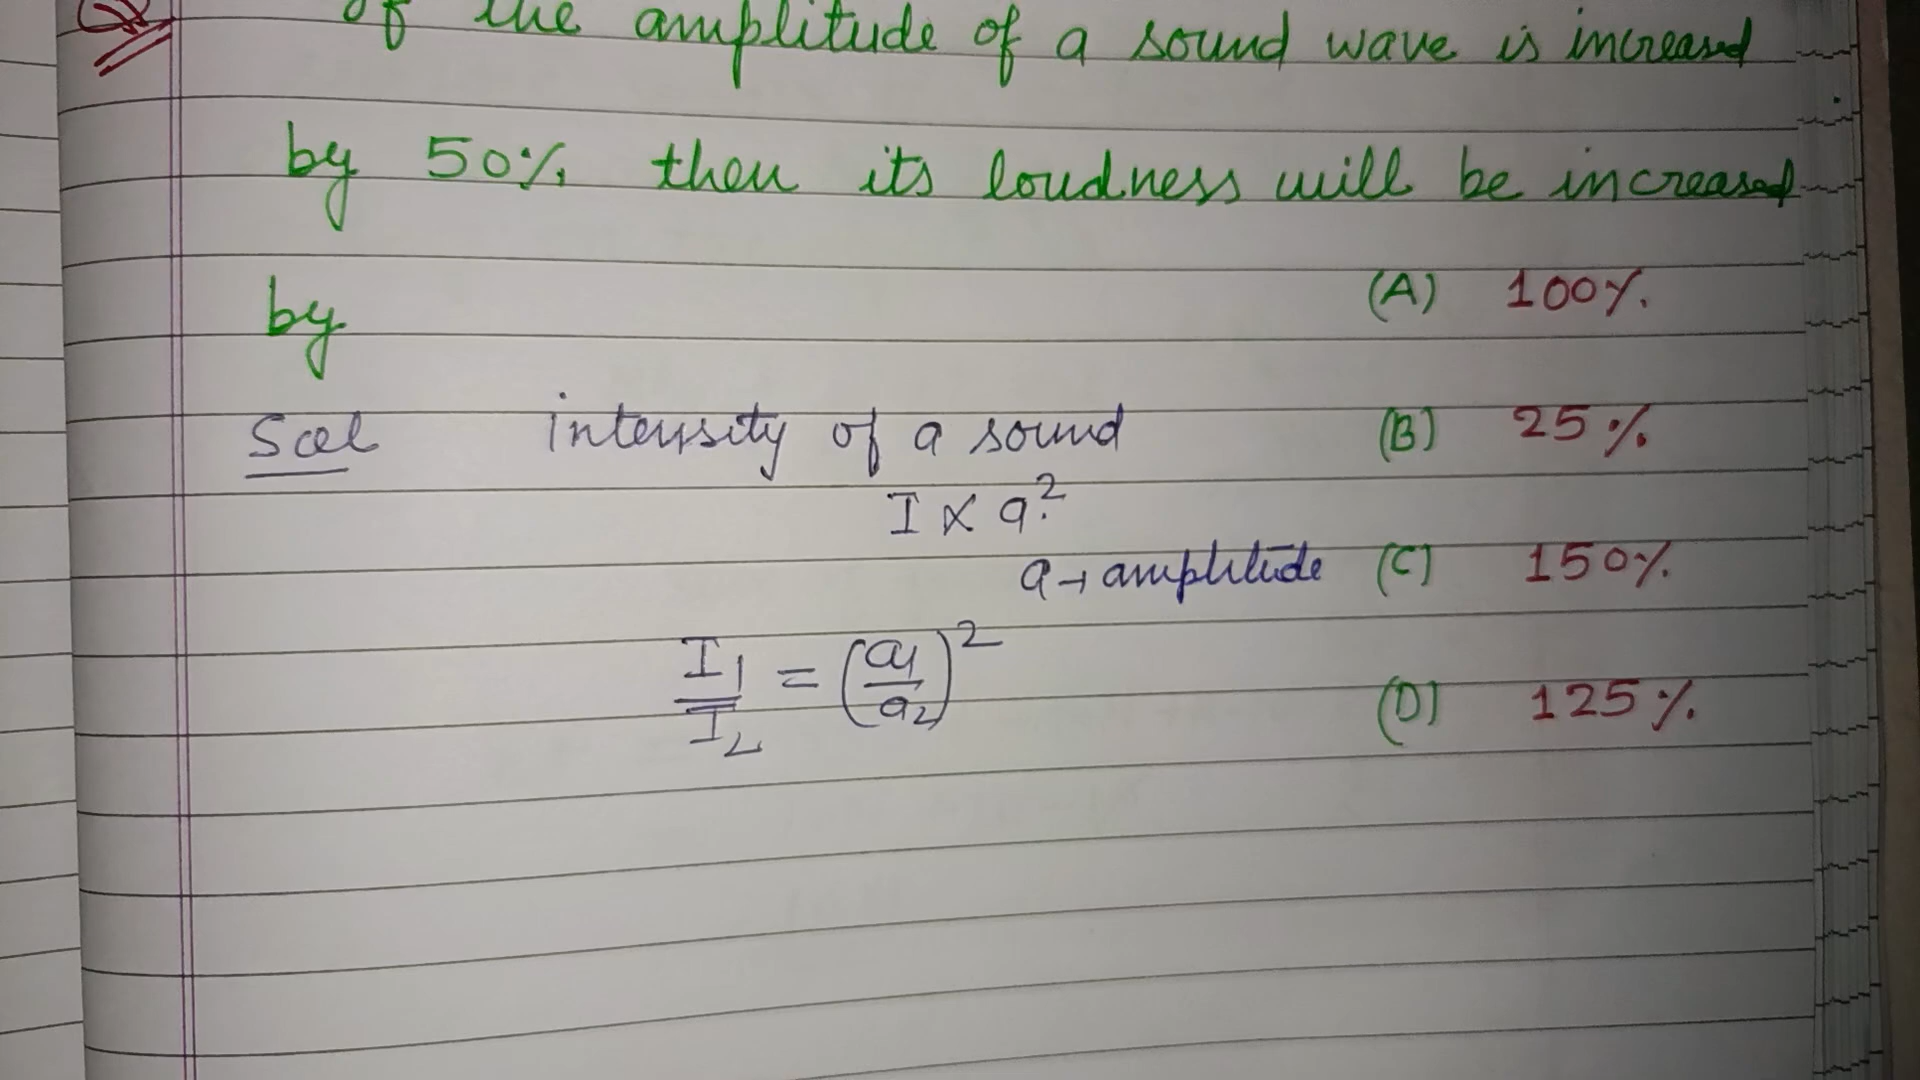 If the amplitude of a sound wave is increased
by 50% then its loudness will be increased
by
(A) 100%.
Sol intensity of a sound
(B) 25%
I ∝ a².
a→amplitude
(C) 150%.
I₁/I₂ = (a₁/a₂)²
(D) 125%.